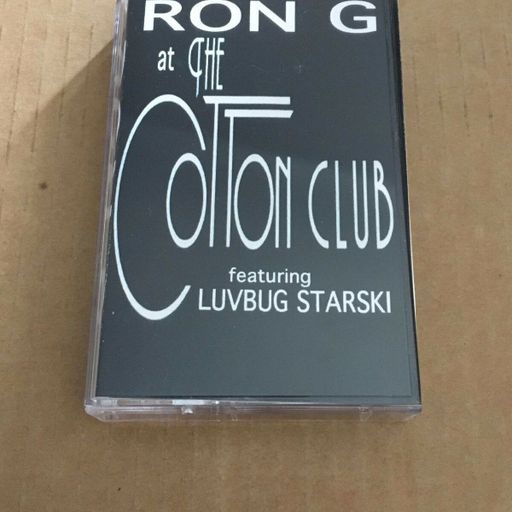 RON G
at THE
COTTON CLUB
featuring
LUVBUG STARSKI